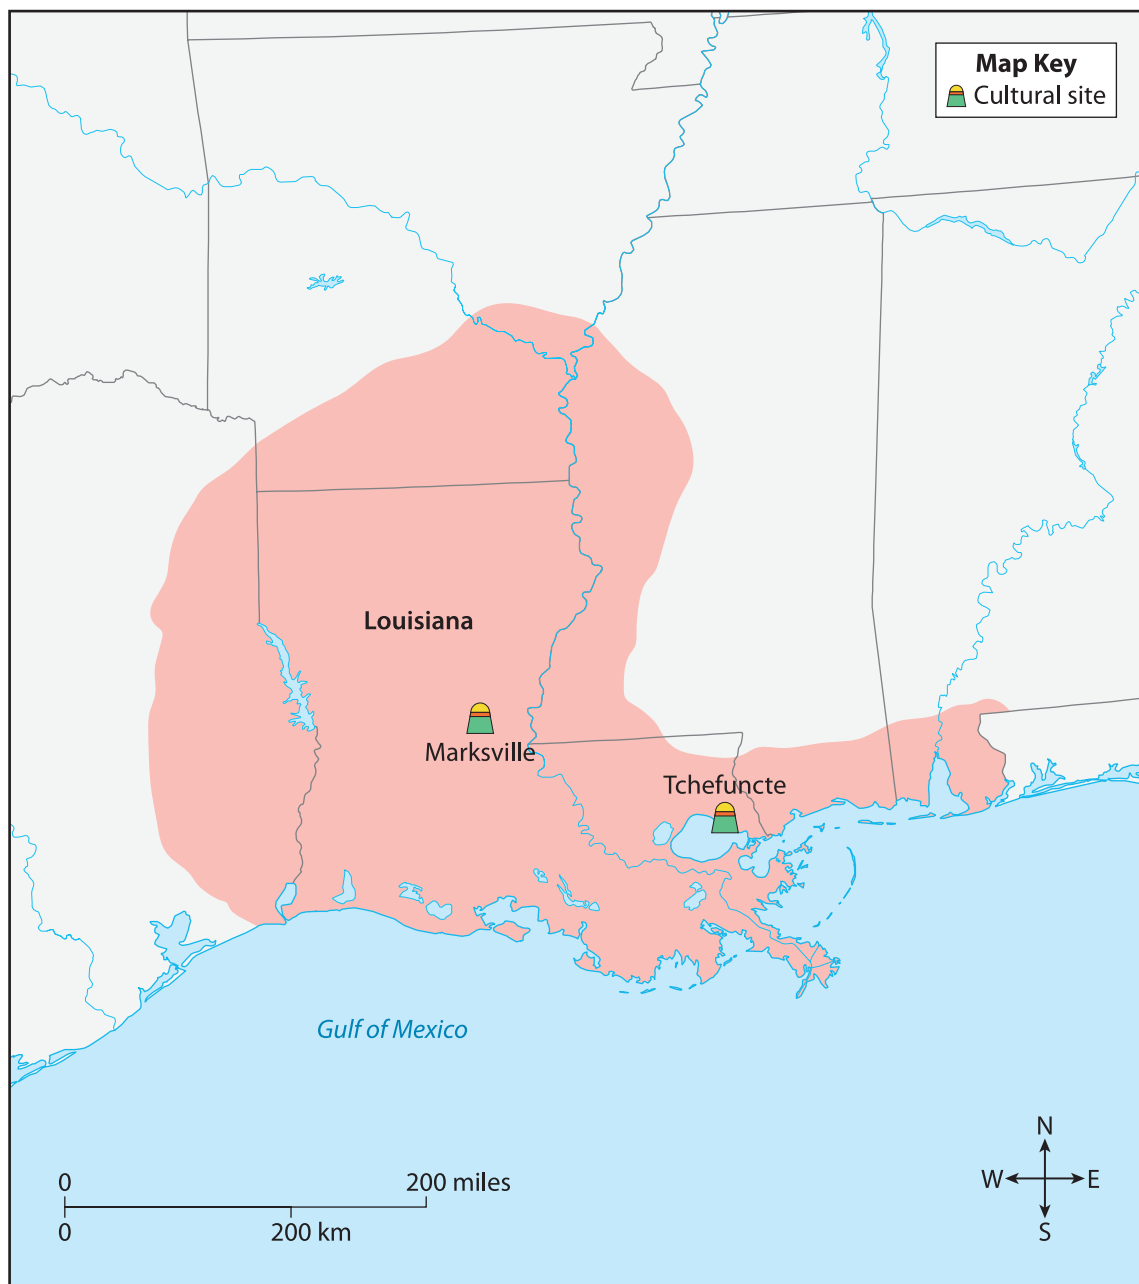 Map Key
Cultural site
Louisiana
Marksville
Tchefuncte
Gulf of Mexico
N
W E
S
0 200 miles
0 200 km